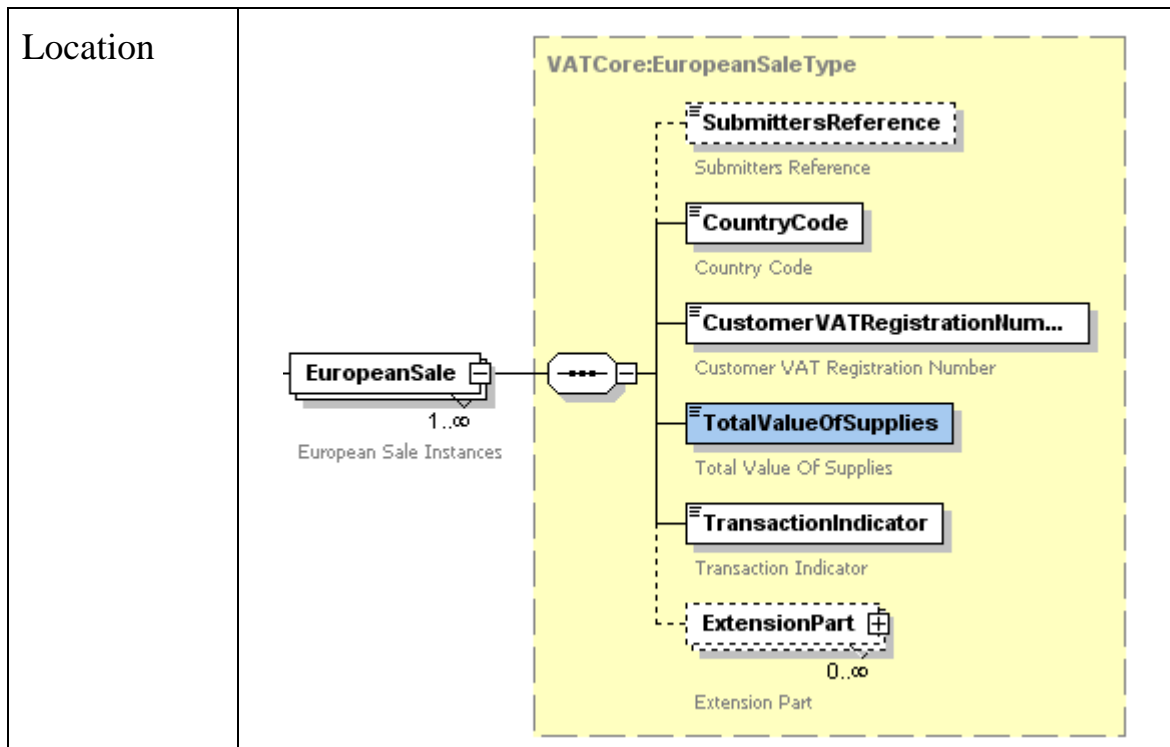 Location
VATCore:EuropeanSaleType
SubmittersReference
Submitters Reference
CountryCode
Country Code
CustomerVATRegistrationNum...
Customer VAT Registration Number
EuropeanSale
1..∞
European Sale Instances
TotalValueOfSupplies
Total Value Of Supplies
TransactionIndicator
Transaction Indicator
ExtensionPart
0..∞
Extension Part